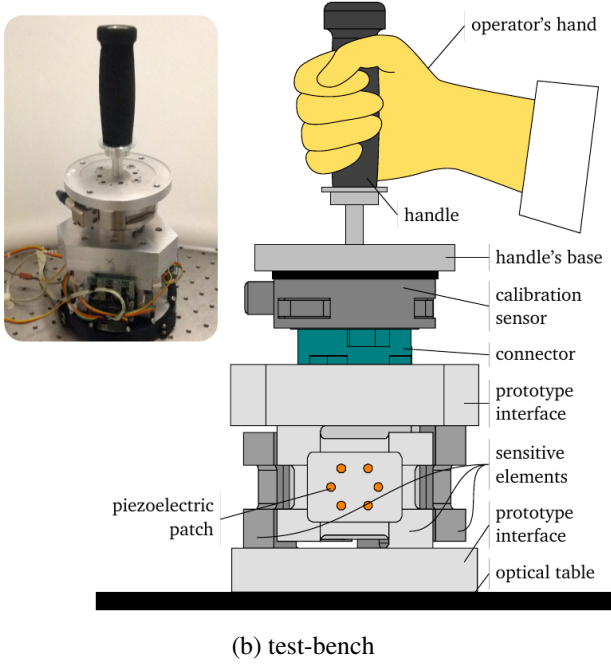 operator's hand
handle
handle's base
calibration
sensor
connector
prototype
interface
sensitive
elements
piezoelectric
patch
prototype
interface
optical table
(b) test-bench